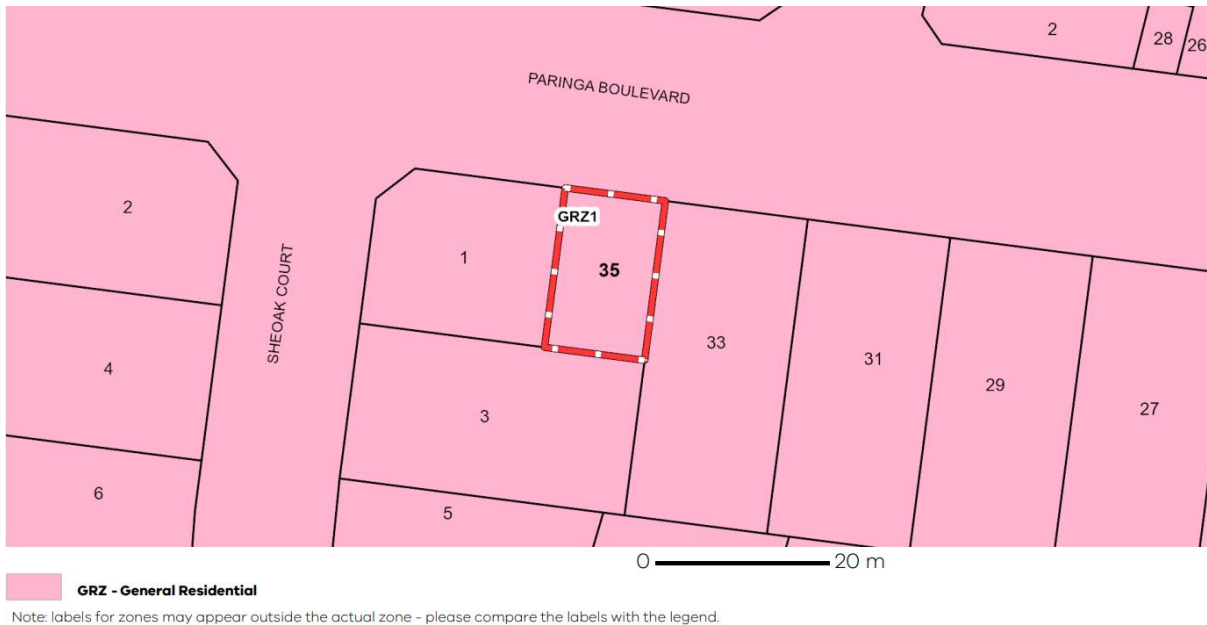 2
28
26
PARINGA BOULEVARD
2
GRZ1
1
35
SHEOAK COURT
33
31
29
27
4
3
6
5
0 20 m
GRZ - General Residential
Note: labels for zones may appear outside the actual zone - please compare the labels with the legend.